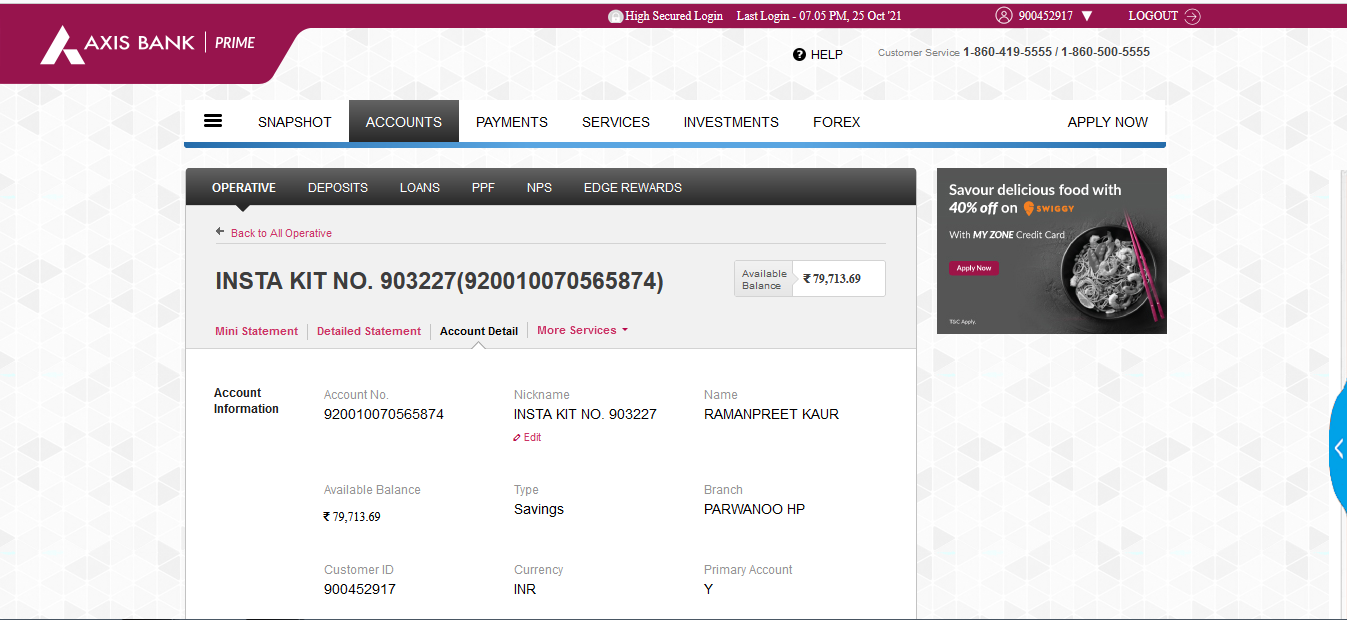 High Secured Login Last Login - 07.05 PM, 25 Oct '21 900452917 ▼ LOGOUT
AXIS BANK | PRIME
HELP Customer Service 1-860-419-5555 / 1-860-500-5555
SNAPSHOT ACCOUNTS PAYMENTS SERVICES INVESTMENTS FOREX APPLY NOW
OPERATIVE DEPOSITS LOANS PPF NPS EDGE REWARDS
Back to All Operative
INSTA KIT NO. 903227(920010070565874)
Available
Balance
₹ 79,713.69
Mini Statement Detailed Statement Account Detail More Services
Account
Information
Account No. Nickname Name
920010070565874 INSTA KIT NO. 903227 RAMANPREET KAUR
Edit
Available Balance Type Branch
₹ 79,713.69 Savings PARWANOO HP
Customer ID Currency Primary Account
900452917 INR Y
Savour delicious food with
40% off on SWIGGY
With MY ZONE Credit Card
Apply Now
T&C Apply.